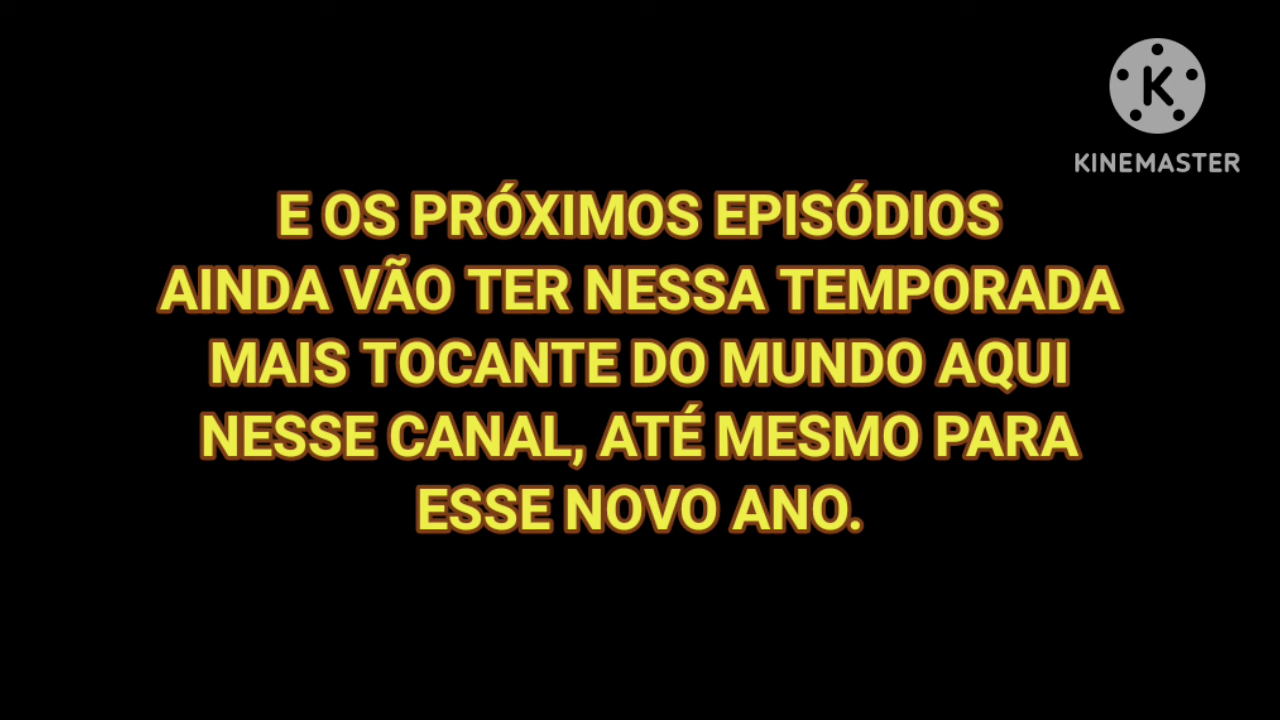 KINEMASTER
E OS PRÓXIMOS EPISÓDIOS
AINDA VÃO TER NESSA TEMPORADA
MAIS TOCANTE DO MUNDO AQUI
NESSE CANAL, ATÉ MESMO PARA
ESSE NOVO ANO.